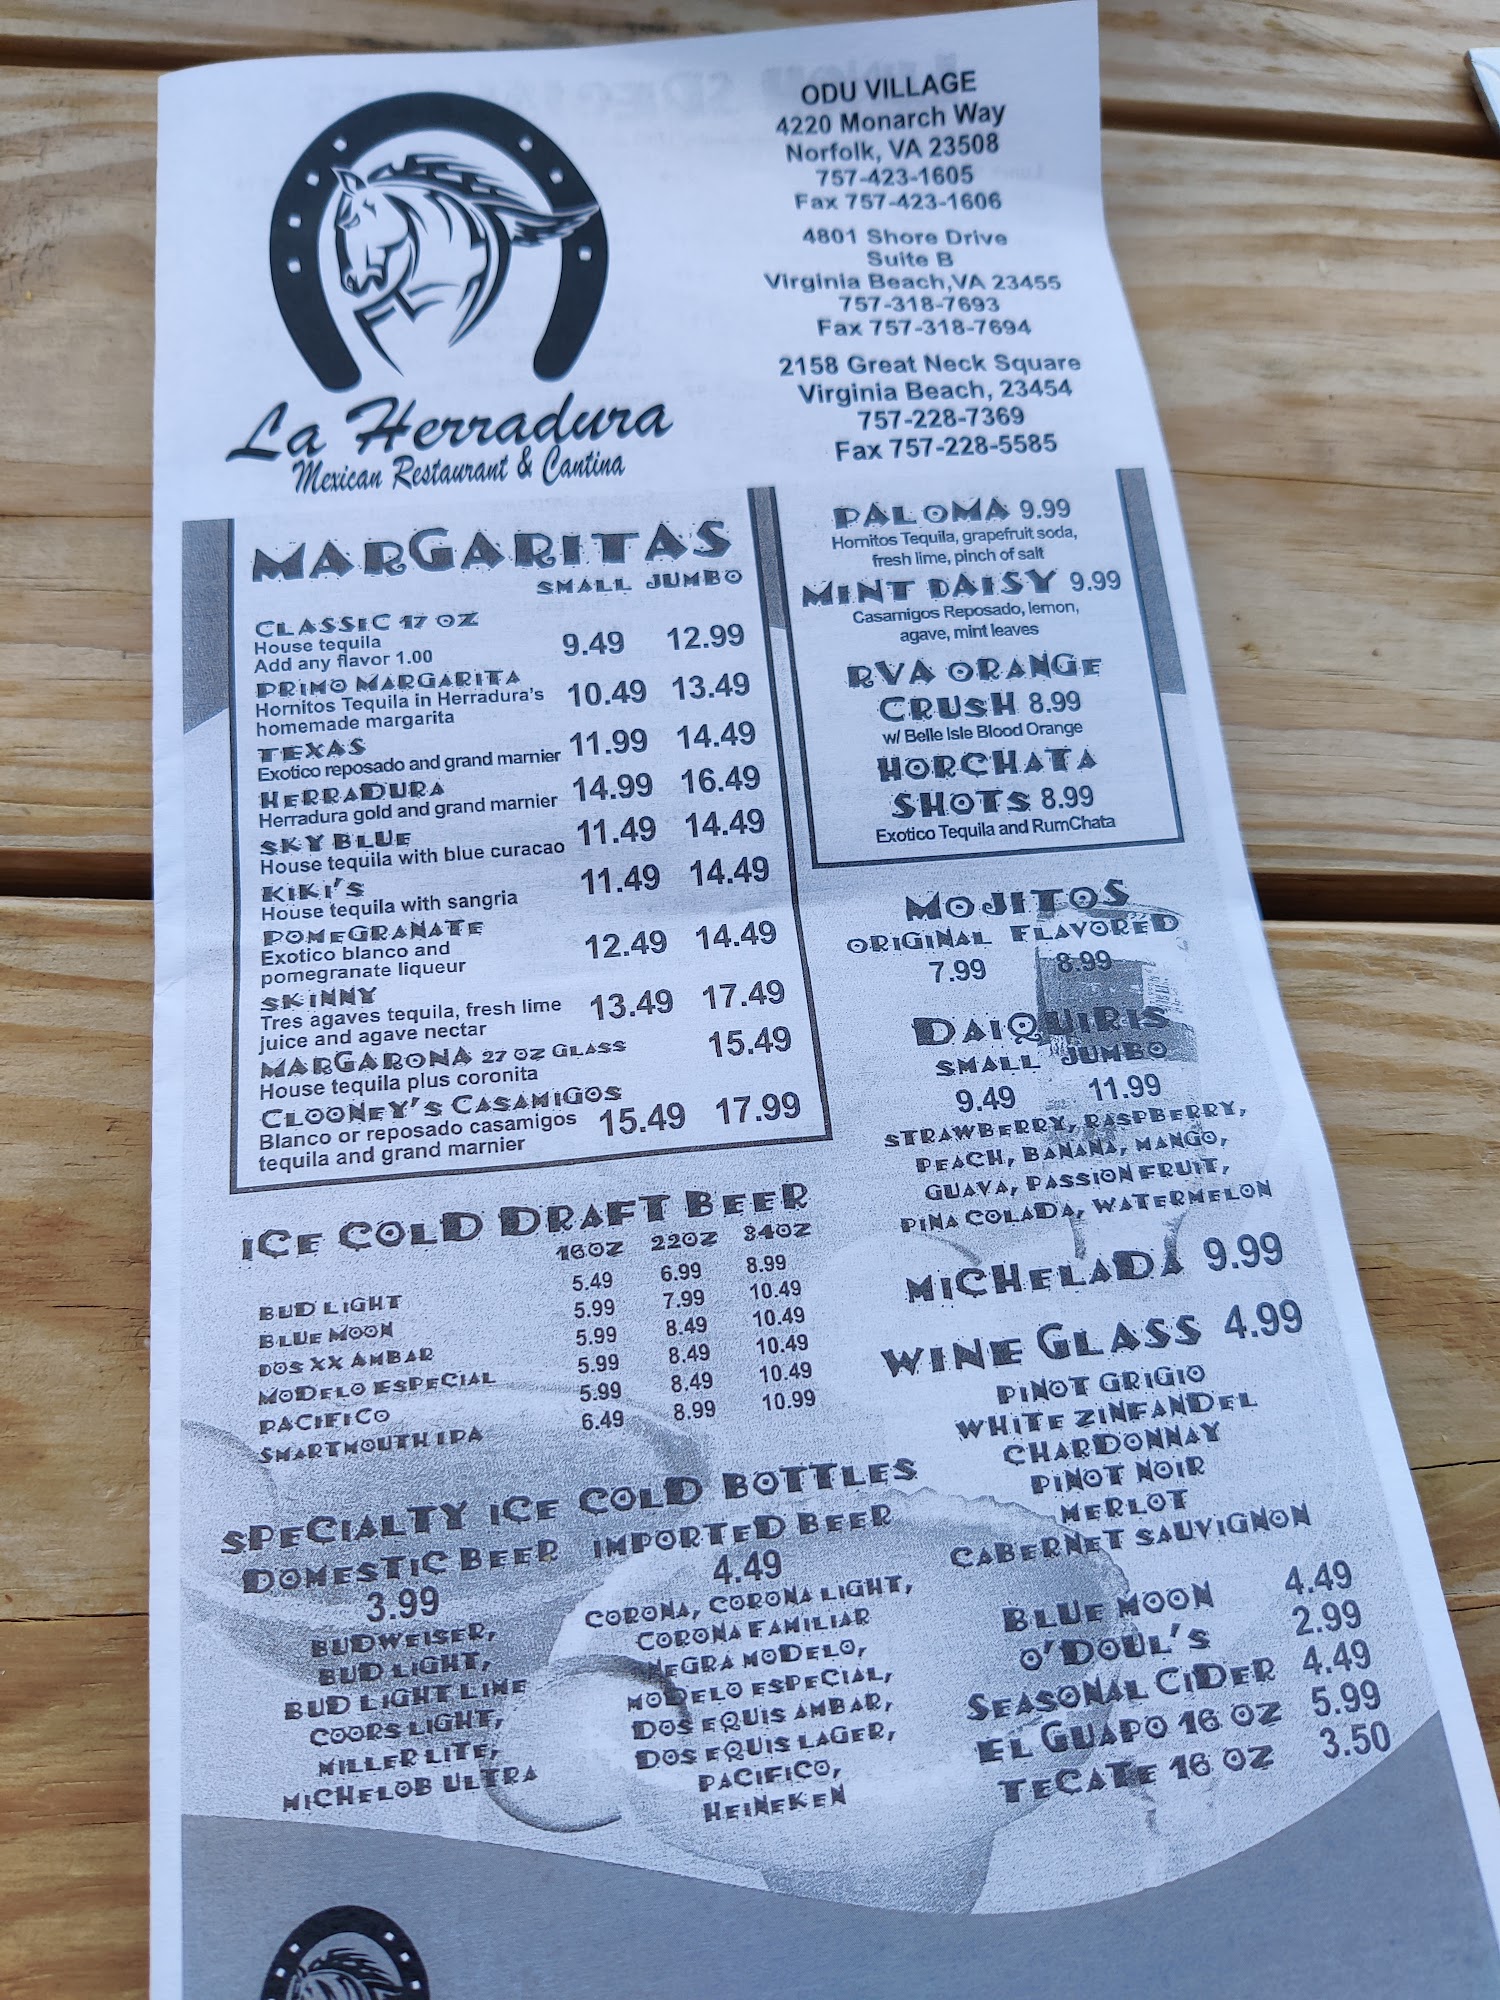 La Herradura
Mexican Restaurant & Cantina
ODU VILLAGE
4220 Monarch Way
Norfolk, VA 23508
757-423-1605
Fax 757-423-1606
4801 Shore Drive
Suite B
Virginia Beach,VA 23455
757-318-7693
Fax 757-318-7694
2158 Great Neck Square
Virginia Beach, 23454
757-228-7369
Fax 757-228-5585
MARGARITAS
SMALL JUMBO
CLASSIC 17 OZ
House tequila 9.49 12.99
Add any flavor 1.00
PRIMO MARGARITA
Hornitos Tequila in Herradura's 10.49 13.49
homemade margarita
TEXAS 11.99 14.49
Exotico reposado and grand marnier
HERRADURA 14.99 16.49
Herradura gold and grand marnier
SKY BLUE 11.49 14.49
House tequila with blue curacao
KIKI'S 11.49 14.49
House tequila with sangria
POMEGRANATE
Exotico blanco and 12.49 14.49
pomegranate liqueur
SKINNY
Tres agaves tequila, fresh lime 13.49 17.49
juice and agave nectar
MARGARONA 27 OZ GLASS 15.49
House tequila plus coronita
CLOONEY'S CASAMIGOS
Blanco or reposado casamigos 15.49 17.99
tequila and grand marnier
PALOMA 9.99
Hornitos Tequila, grapefruit soda,
fresh lime, pinch of salt
MINT DAISY 9.99
Casamigos Reposado, lemon,
agave, mint leaves
RVA ORANGE
CRUSH 8.99
w/ Belle Isle Blood Orange
HORCHATA
SHOTS 8.99
Exotico Tequila and RumChata
MOJITOS
ORIGINAL FLAVORED
7.99 8.99
DAIQUIRIS
SMALL JUMBO
9.49 11.99
STRAWBERRY, RASPBERRY,
PEACH, BANANA, MANGO,
GUAVA, PASSION FRUIT,
PINA COLADA, WATERMELON
MICHELADA 9.99
WINE GLASS 4.99
PINOT GRIGIO
WHITE ZINFANDEL
CHARDONNAY
PINOT NOIR
MERLOT
CABERNET SAUVIGNON
ICE COLD DRAFT BEER
16OZ 22OZ 34OZ
BUD LIGHT 5.49 6.99 8.99
BLUE MOON 5.99 7.99 10.49
DOS XX AMBAR 5.99 8.49 10.49
MODELO ESPECIAL 5.99 8.49 10.49
PACIFICO 5.99 8.49 10.49
SMARTMOUTH IPA 6.49 8.99 10.99
SPECIALTY ICE COLD BOTTLES
DOMESTIC BEER
3.99
BUDWEISER,
BUD LIGHT,
BUD LIGHT LIME
COORS LIGHT,
MILLER LITE,
MICHELOB ULTRA
IMPORTED BEER
4.49
CORONA, CORONA LIGHT,
CORONA FAMILIAR
NEGRA MODELO,
MODELO ESPECIAL,
DOS EQUIS AMBAR,
DOS EQUIS LAGER,
PACIFICO,
HEINEKEN
BLUE MOON 4.49
O'DOUL'S 2.99
SEASONAL CIDER 4.49
EL GUAPO 16 OZ 5.99
TECATE 16 OZ 3.50